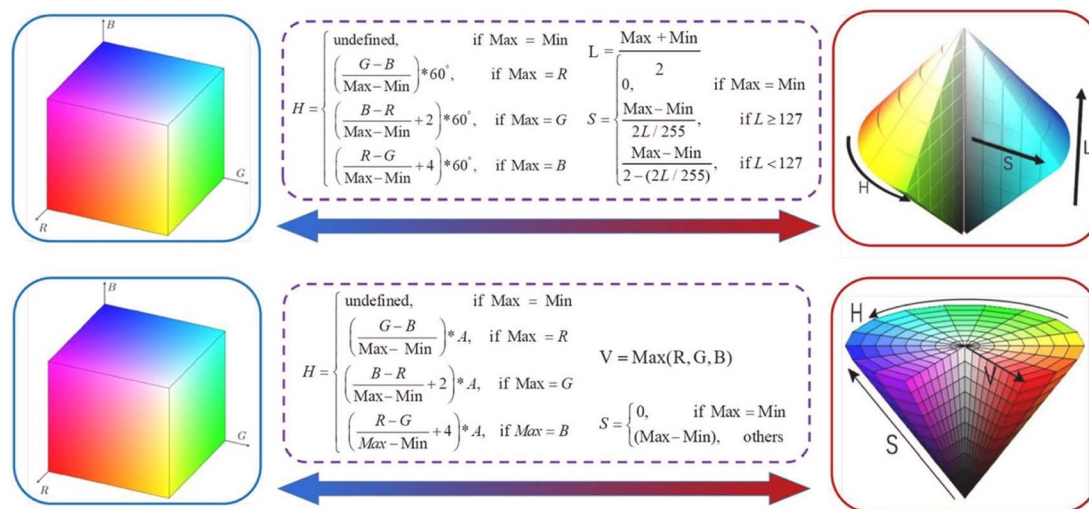 B
G
R
H = { undefined, if Max = Min
(G−B / Max−Min)*60°, if Max = R
(B−R / Max−Min + 2)*60°, if Max = G
(R−G / Max−Min + 4)*60°, if Max = B
L = Max + Min / 2
S = { 0, if Max = Min
Max−Min / 2L/255, if L ≥ 127
Max−Min / 2−(2L/255), if L < 127
H
S
L
B
G
R
H = { undefined, if Max = Min
(G−B / Max− Min)*A, if Max = R
(B−R / Max−Min + 2)*A, if Max = G
(R−G / Max−Min + 4)*A, if Max = B
V = Max(R, G, B)
S = { 0, if Max = Min
(Max−Min), others
H
V
S